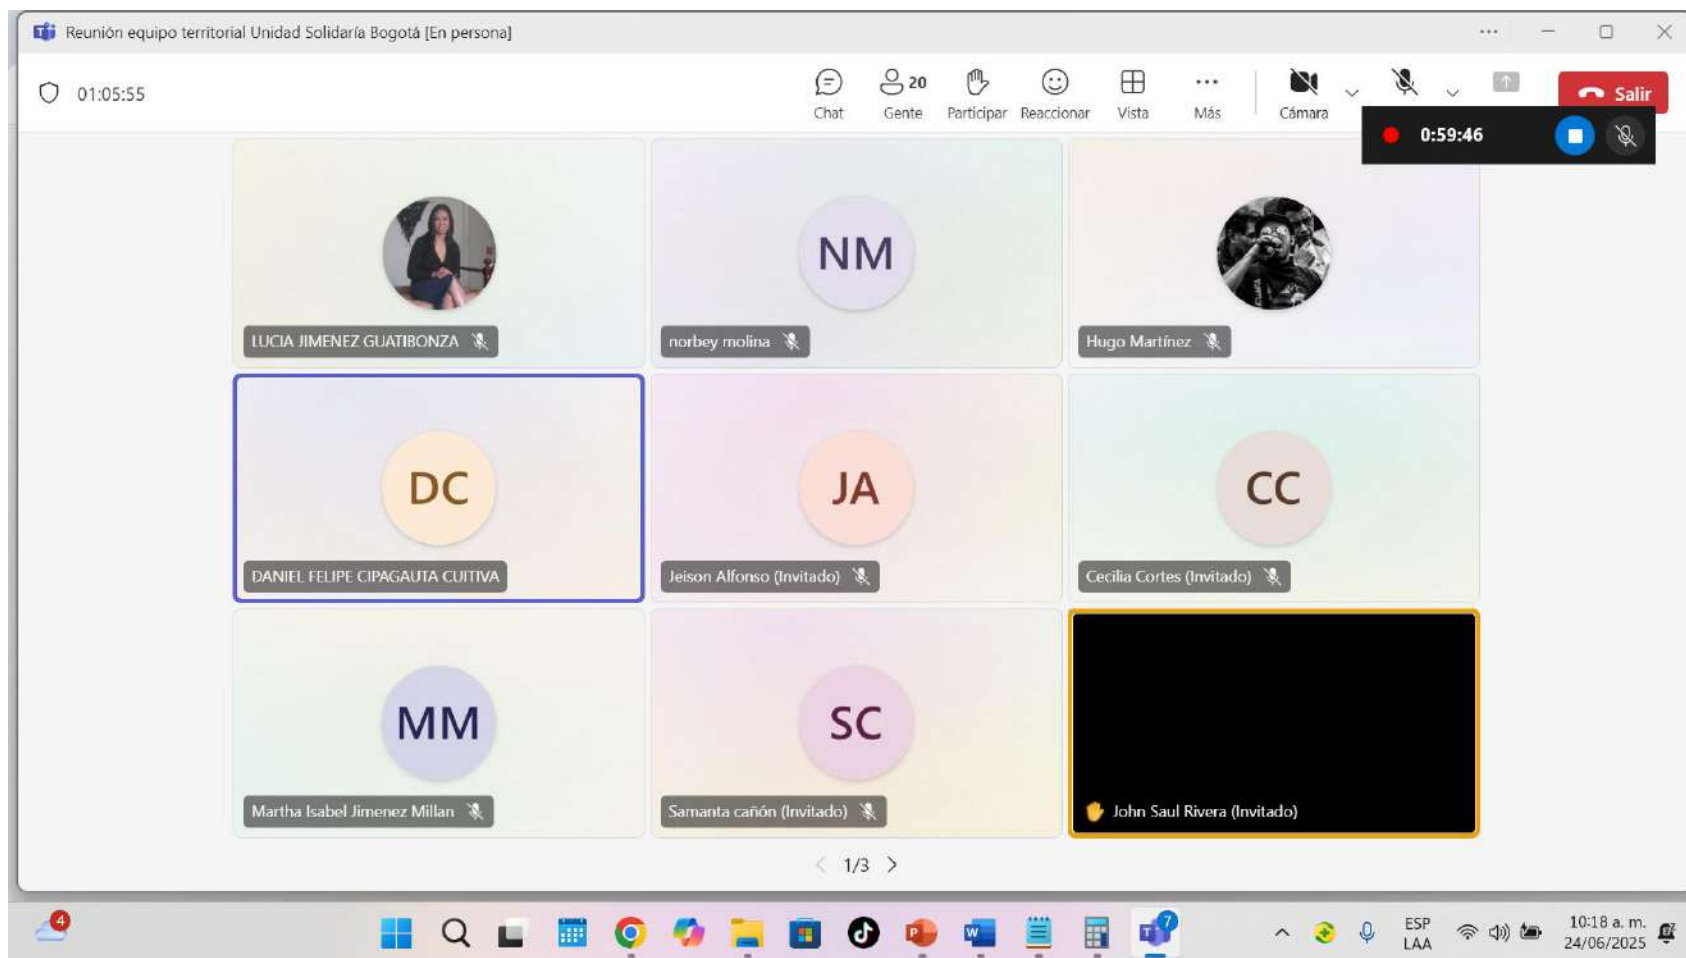 Reunión equipo territorial Unidad Solidaría Bogotá [En persona]
01:05:55
20
Chat Gente Participar Reaccionar Vista Más Cámara
Salir
0:59:46
LUCIA JIMENEZ GUATIBONZA
NM
norbey molina
Hugo Martínez
DC
DANIEL FELIPE CIPAGAUTA CUITIVA
JA
Jeison Alfonso (Invitado)
CC
Cecilia Cortes (Invitado)
MM
Martha Isabel Jimenez Millan
SC
Samanta cañón (Invitado)
John Saul Rivera (Invitado)
1/3
4
7
ESP
LAA
10:18 a. m.
24/06/2025